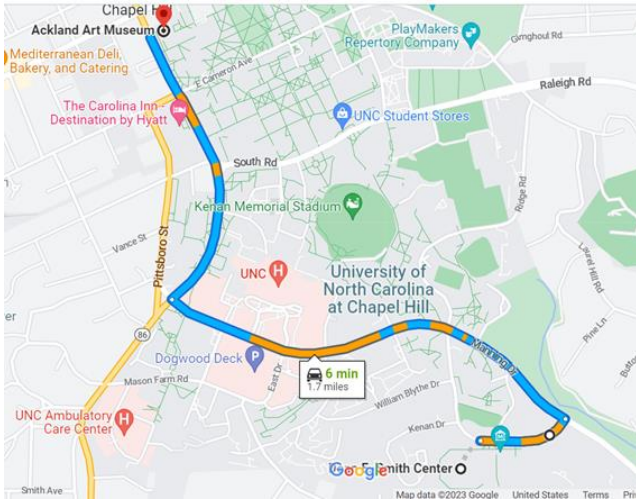 Chapel Hill
Ackland Art Museum
PlayMakers
Repertory Company
Gimghoul Rd
Mediterranean Deli,
Bakery, and Catering
E Cameron Ave
Raleigh Rd
The Carolina Inn -
Destination by Hyatt
UNC Student Stores
South Rd
Ridge Rd
Kenan Memorial Stadium
Vance St
Pittsboro St
Laurel Hill Rd
UNC
H
University of
North Carolina
at Chapel Hill
Pine Ln
86
Dogwood Deck
P
Manning Dr
East Dr
6 min
1.7 miles
Mason Farm Rd
William Blythe Dr
UNC Ambulatory
Care Center
H
Kenan Dr
Google
Smith Center
Smith Ave
Map data ©2023 Google
United States
Terms